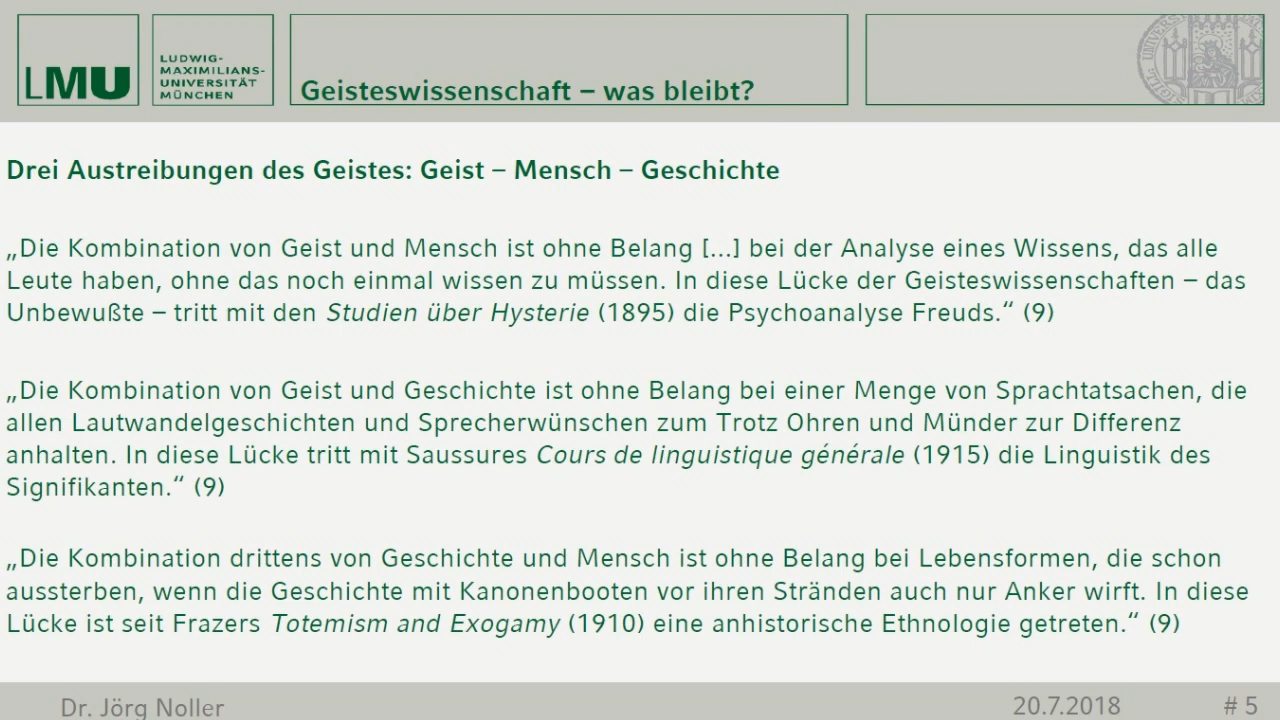 LMU
LUDWIG-
MAXIMILIANS-
UNIVERSITÄT
MÜNCHEN
Geisteswissenschaft – was bleibt?
Drei Austreibungen des Geistes: Geist – Mensch – Geschichte
„Die Kombination von Geist und Mensch ist ohne Belang [...] bei der Analyse eines Wissens, das alle
Leute haben, ohne das noch einmal wissen zu müssen. In diese Lücke der Geisteswissenschaften – das
Unbewußte – tritt mit den Studien über Hysterie (1895) die Psychoanalyse Freuds.“ (9)
„Die Kombination von Geist und Geschichte ist ohne Belang bei einer Menge von Sprachtatsachen, die
allen Lautwandelgeschichten und Sprecherwünschen zum Trotz Ohren und Münder zur Differenz
anhalten. In diese Lücke tritt mit Saussures Cours de linguistique générale (1915) die Linguistik des
Signifikanten.“ (9)
„Die Kombination drittens von Geschichte und Mensch ist ohne Belang bei Lebensformen, die schon
aussterben, wenn die Geschichte mit Kanonenbooten vor ihren Stränden auch nur Anker wirft. In diese
Lücke ist seit Frazers Totemism and Exogamy (1910) eine anhistorische Ethnologie getreten.“ (9)
Dr. Jörg Noller
20.7.2018
# 5